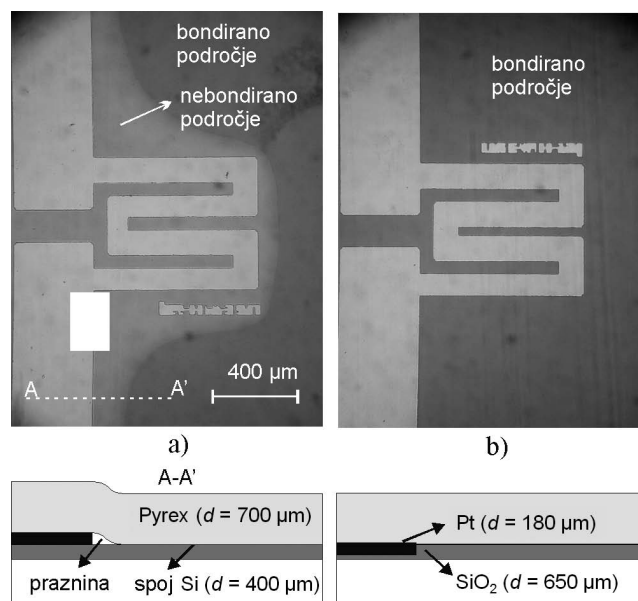 bondirano
področje
nebondirano
področje
A
A'
400 µm
a)
bondirano
področje
b)
A-A'
Pyrex (d = 700 µm)
praznina
spoj Si (d = 400 µm)
Pt (d = 180 µm)
SiO₂ (d = 650 µm)